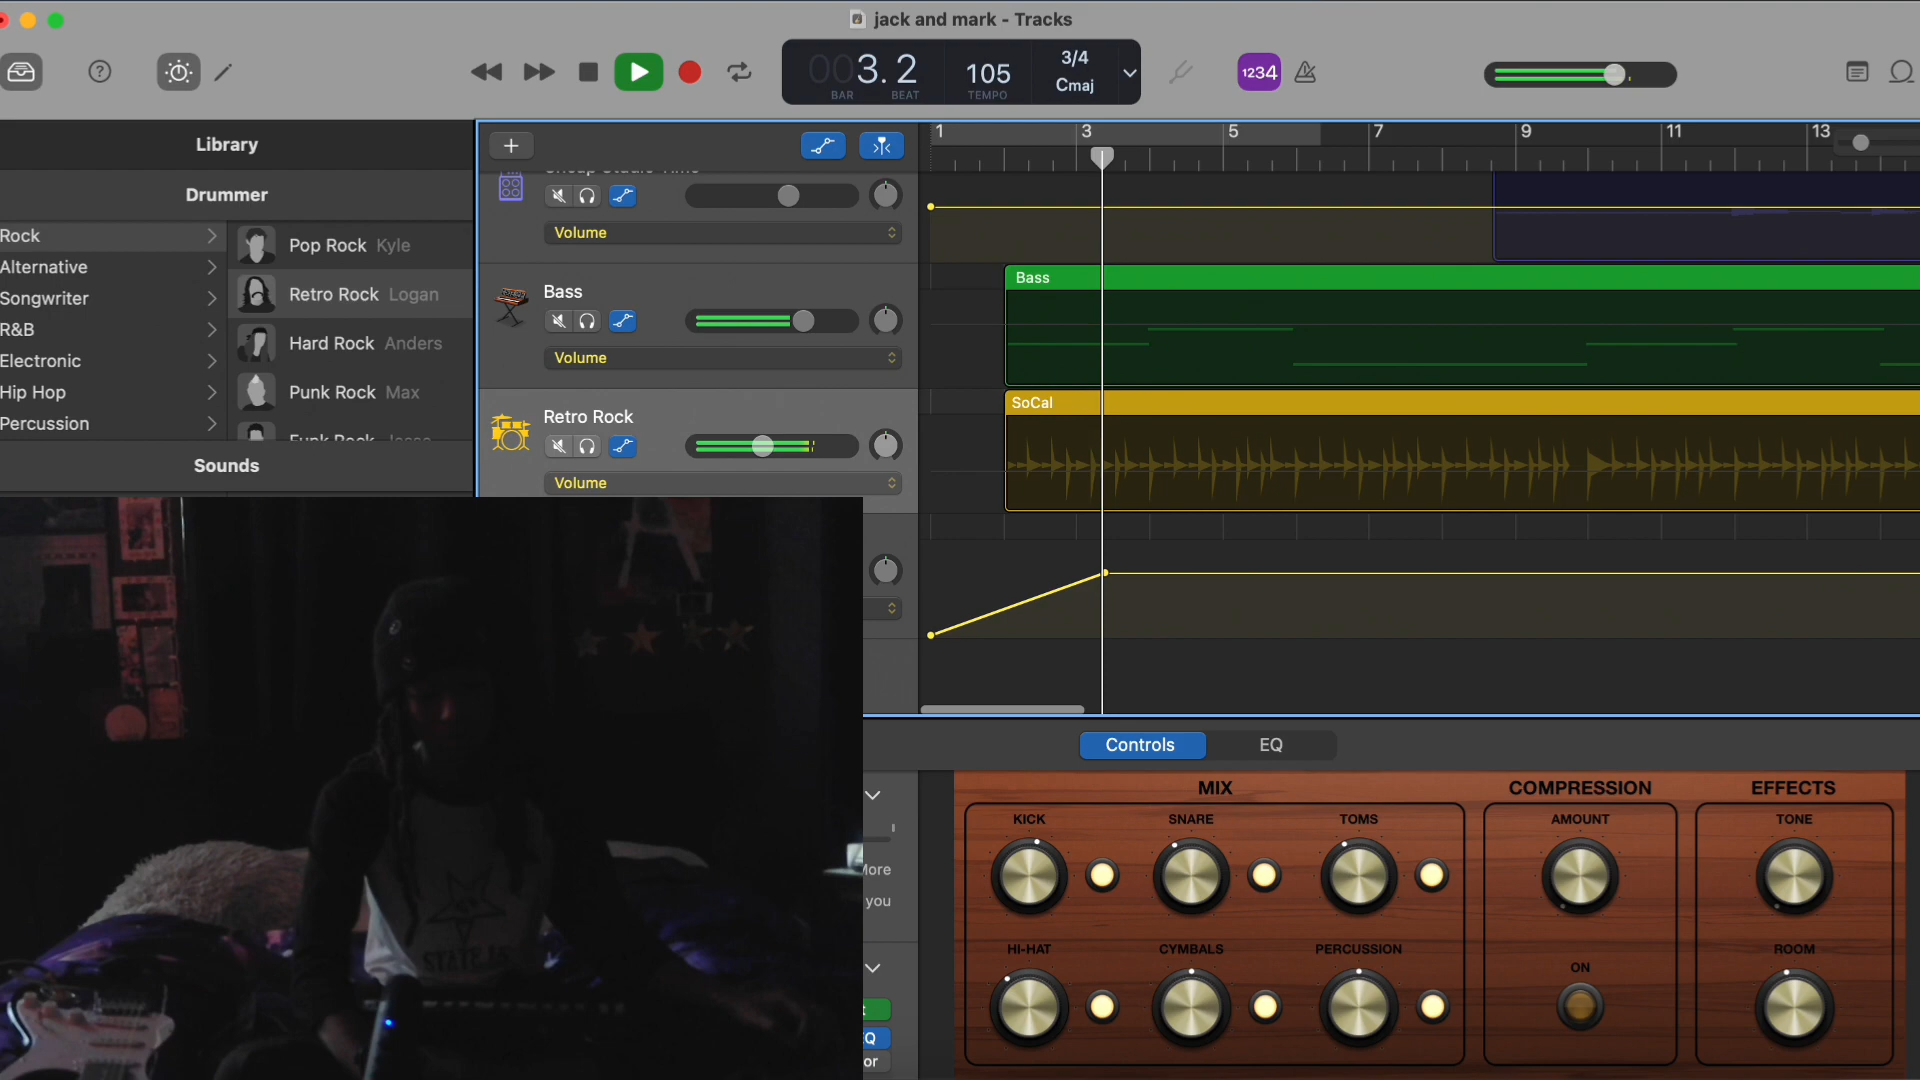 jack and mark - Tracks
003. 2
BAR
BEAT
105
TEMPO
3/4
Cmaj
1234
Library
Drummer
Rock
Alternative
Songwriter
R&B
Electronic
Hip Hop
Percussion
Pop Rock Kyle
Retro Rock Logan
Hard Rock Anders
Punk Rock Max
Sounds
1 3 5 7 9 11 13
Volume
Bass
Volume
Retro Rock
Volume
Bass
SoCal
Controls
EQ
More
you
MIX
COMPRESSION
EFFECTS
KICK
SNARE
TOMS
AMOUNT
TONE
HI-HAT
CYMBALS
PERCUSSION
ON
ROOM